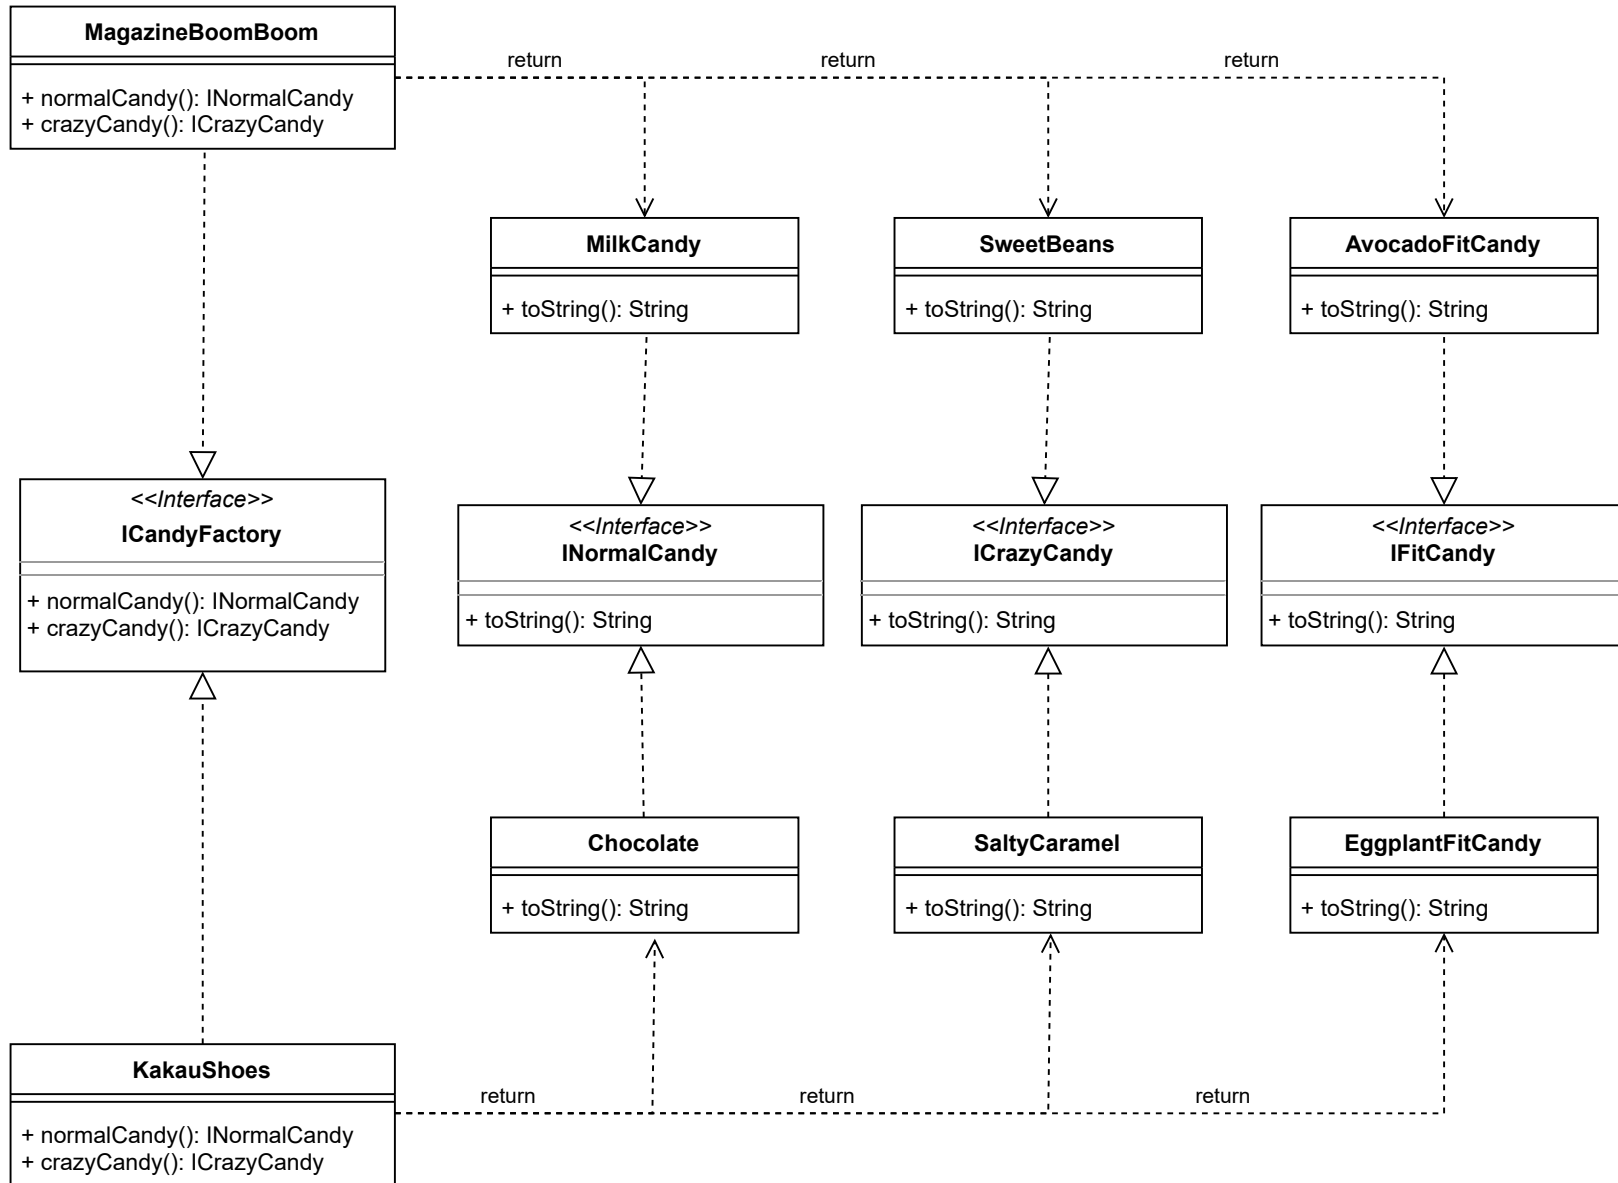 MagazineBoomBoom
+ normalCandy(): INormalCandy
+ crazyCandy(): ICrazyCandy
return
return
return
MilkCandy
+ toString(): String
SweetBeans
+ toString(): String
AvocadoFitCandy
+ toString(): String
<<Interface>>
ICandyFactory
+ normalCandy(): INormalCandy
+ crazyCandy(): ICrazyCandy
<<Interface>>
INormalCandy
+ toString(): String
<<Interface>>
ICrazyCandy
+ toString(): String
<<Interface>>
IFitCandy
+ toString(): String
Chocolate
+ toString(): String
SaltyCaramel
+ toString(): String
EggplantFitCandy
+ toString(): String
KakauShoes
+ normalCandy(): INormalCandy
+ crazyCandy(): ICrazyCandy
return
return
return